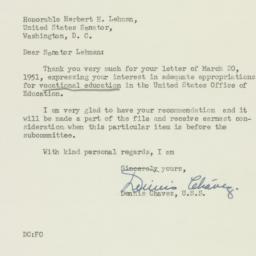 Honorable Herbert H. Lehman,
United States Senator,
Washington, D. C.
Dear Senator Lehman:
Thank you very much for your letter of March 20,
1951, expressing your interest in adequate appropriations
for vocational education in the United States Office of
Education.
I am very glad to have your recommendation and it
will be made a part of the file and receive earnest con-
sideration when this particular item is before the
subcommittee.
With kind personal regards, I am
Sincerely yours,
Dennis Chávez
Dennis Chavez, U.S.S.
DC:FC